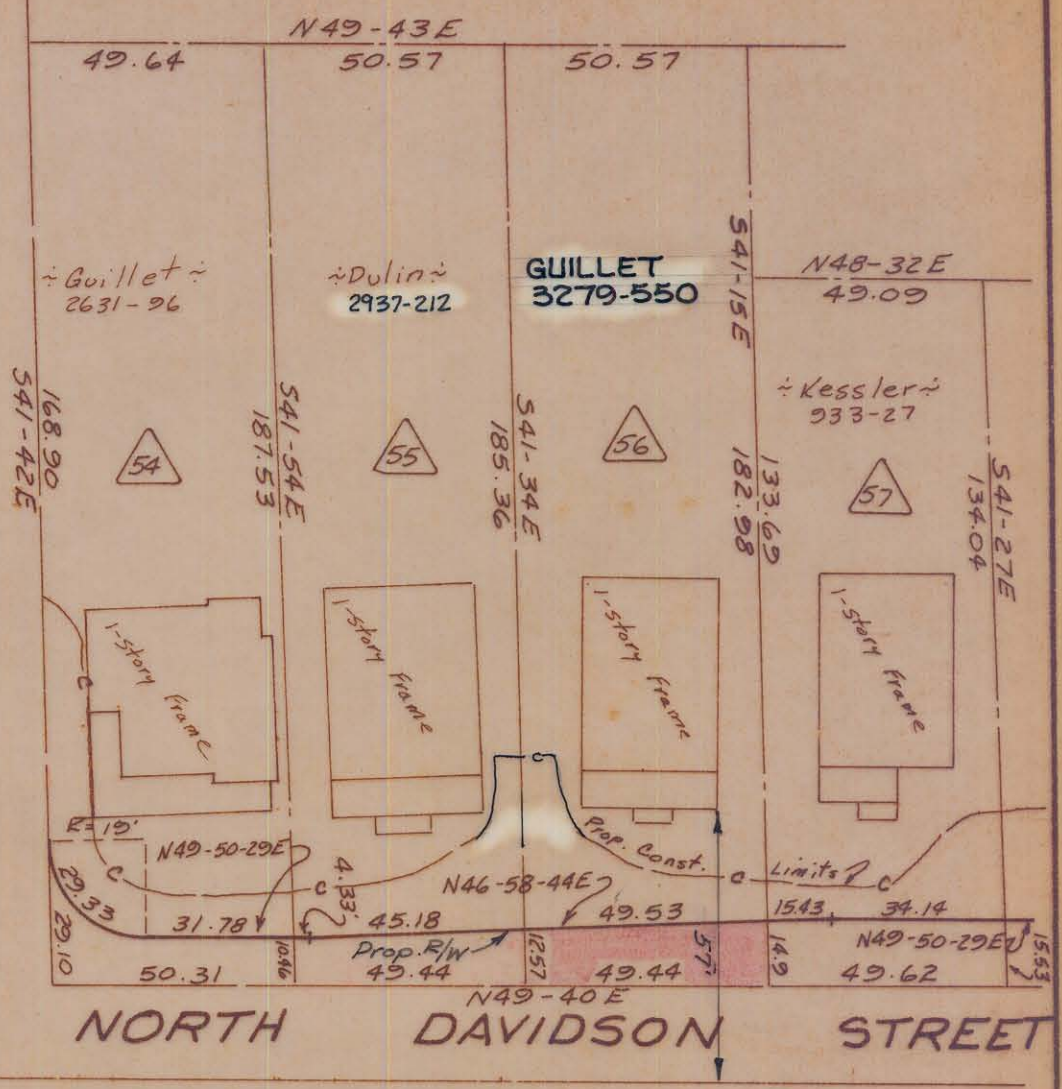 N49-43E
49.64
50.57
50.57
÷Guillet÷
2631-96
÷Dulin÷
2937-212
GUILLET
3279-550
S41-15E
N48-32E
49.09
÷Kessler÷
933-27
168.90
S41-42E
54
S41-54E
187.53
55
S41-34E
185.36
56
133.69
182.98
57
S41-27E
134.04
1-story frame
1-story frame
1-story frame
1-story frame
C
C
R=19'
N49-50-29E
4.33'
Prop. Const.
Limits
C
C
C
C
N46-58-44E
29.33
29.10
31.78
45.18
49.53
15.43
34.14
Prop. R/W
10.46
12.57
57'
14.9
N49-50-29E
15.53
50.31
49.44
49.44
49.62
N49-40E
NORTH DAVIDSON STREET